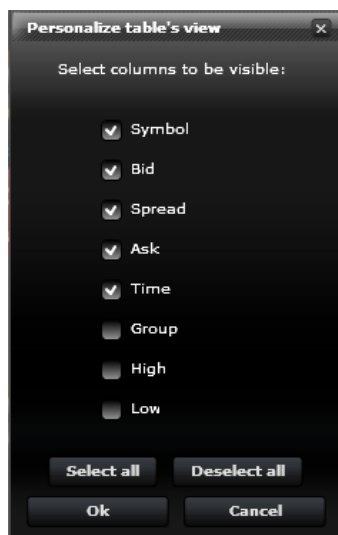 Personalize table's view
Select columns to be visible:
Symbol
Bid
Spread
Ask
Time
Group
High
Low
Select all Deselect all
Ok Cancel